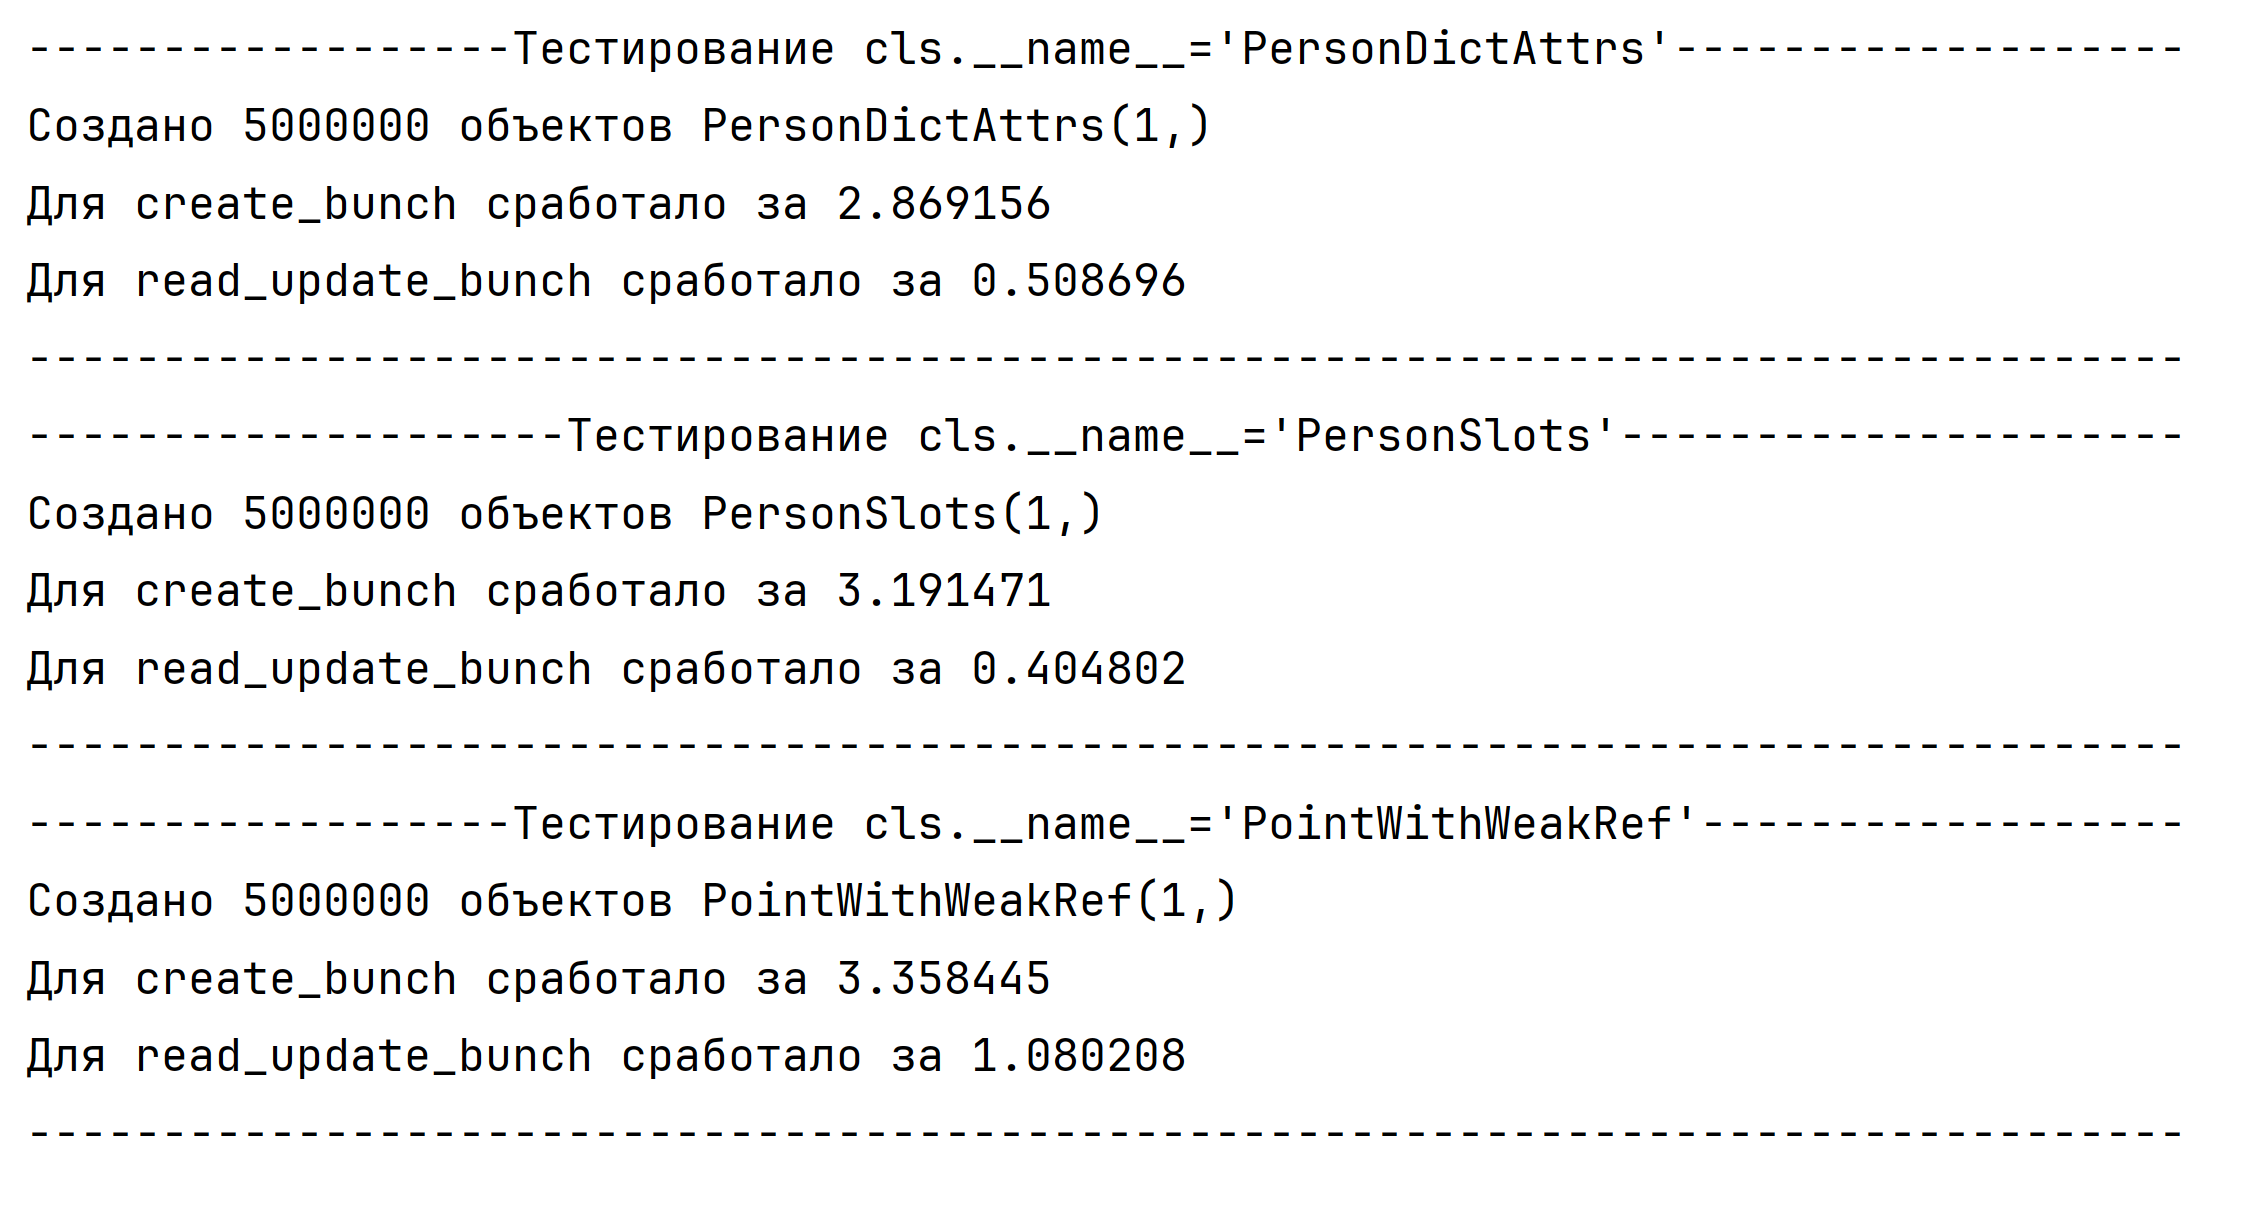 ------------------Тестирование cls.__name__='PersonDictAttrs'-------------------
Создано 5000000 объектов PersonDictAttrs(1,)
Для create_bunch сработало за 2.869156
Для read_update_bunch сработало за 0.508696
--------------------------------------------------------------------------------
--------------------Тестирование cls.__name__='PersonSlots'---------------------
Создано 5000000 объектов PersonSlots(1,)
Для create_bunch сработало за 3.191471
Для read_update_bunch сработало за 0.404802
--------------------------------------------------------------------------------
------------------Тестирование cls.__name__='PointWithWeakRef'------------------
Создано 5000000 объектов PointWithWeakRef(1,)
Для create_bunch сработало за 3.358445
Для read_update_bunch сработало за 1.080208
--------------------------------------------------------------------------------